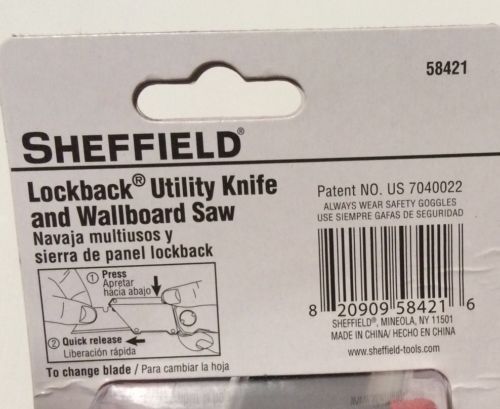 58421
SHEFFIELD®
Lockback® Utility Knife
and Wallboard Saw
Navaja multiusos y
sierra de panel lockback
① Press
Apretar
hacia abajo
② Quick release
Liberación rápida
To change blade / Para cambiar la hoja
Patent NO. US 7040022
ALWAYS WEAR SAFETY GOGGLES
USE SIEMPRE GAFAS DE SEGURIDAD
8 20909 58421 6
SHEFFIELD®, MINEOLA, NY 11501
MADE IN CHINA/ HECHO EN CHINA
www.sheffield-tools.com